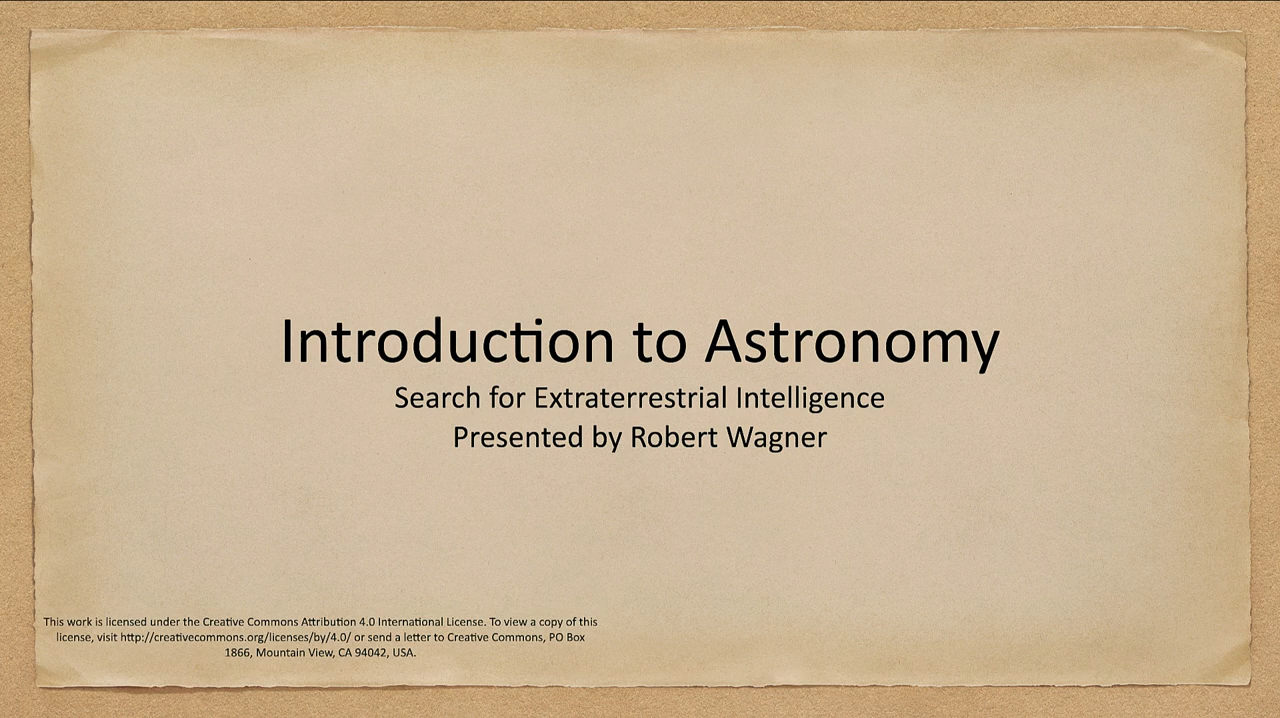 Introduction to Astronomy
Search for Extraterrestrial Intelligence
Presented by Robert Wagner
This work is licensed under the Creative Commons Attribution 4.0 International License. To view a copy of this
license, visit http://creativecommons.org/licenses/by/4.0/ or send a letter to Creative Commons, PO Box
1866, Mountain View, CA 94042, USA.